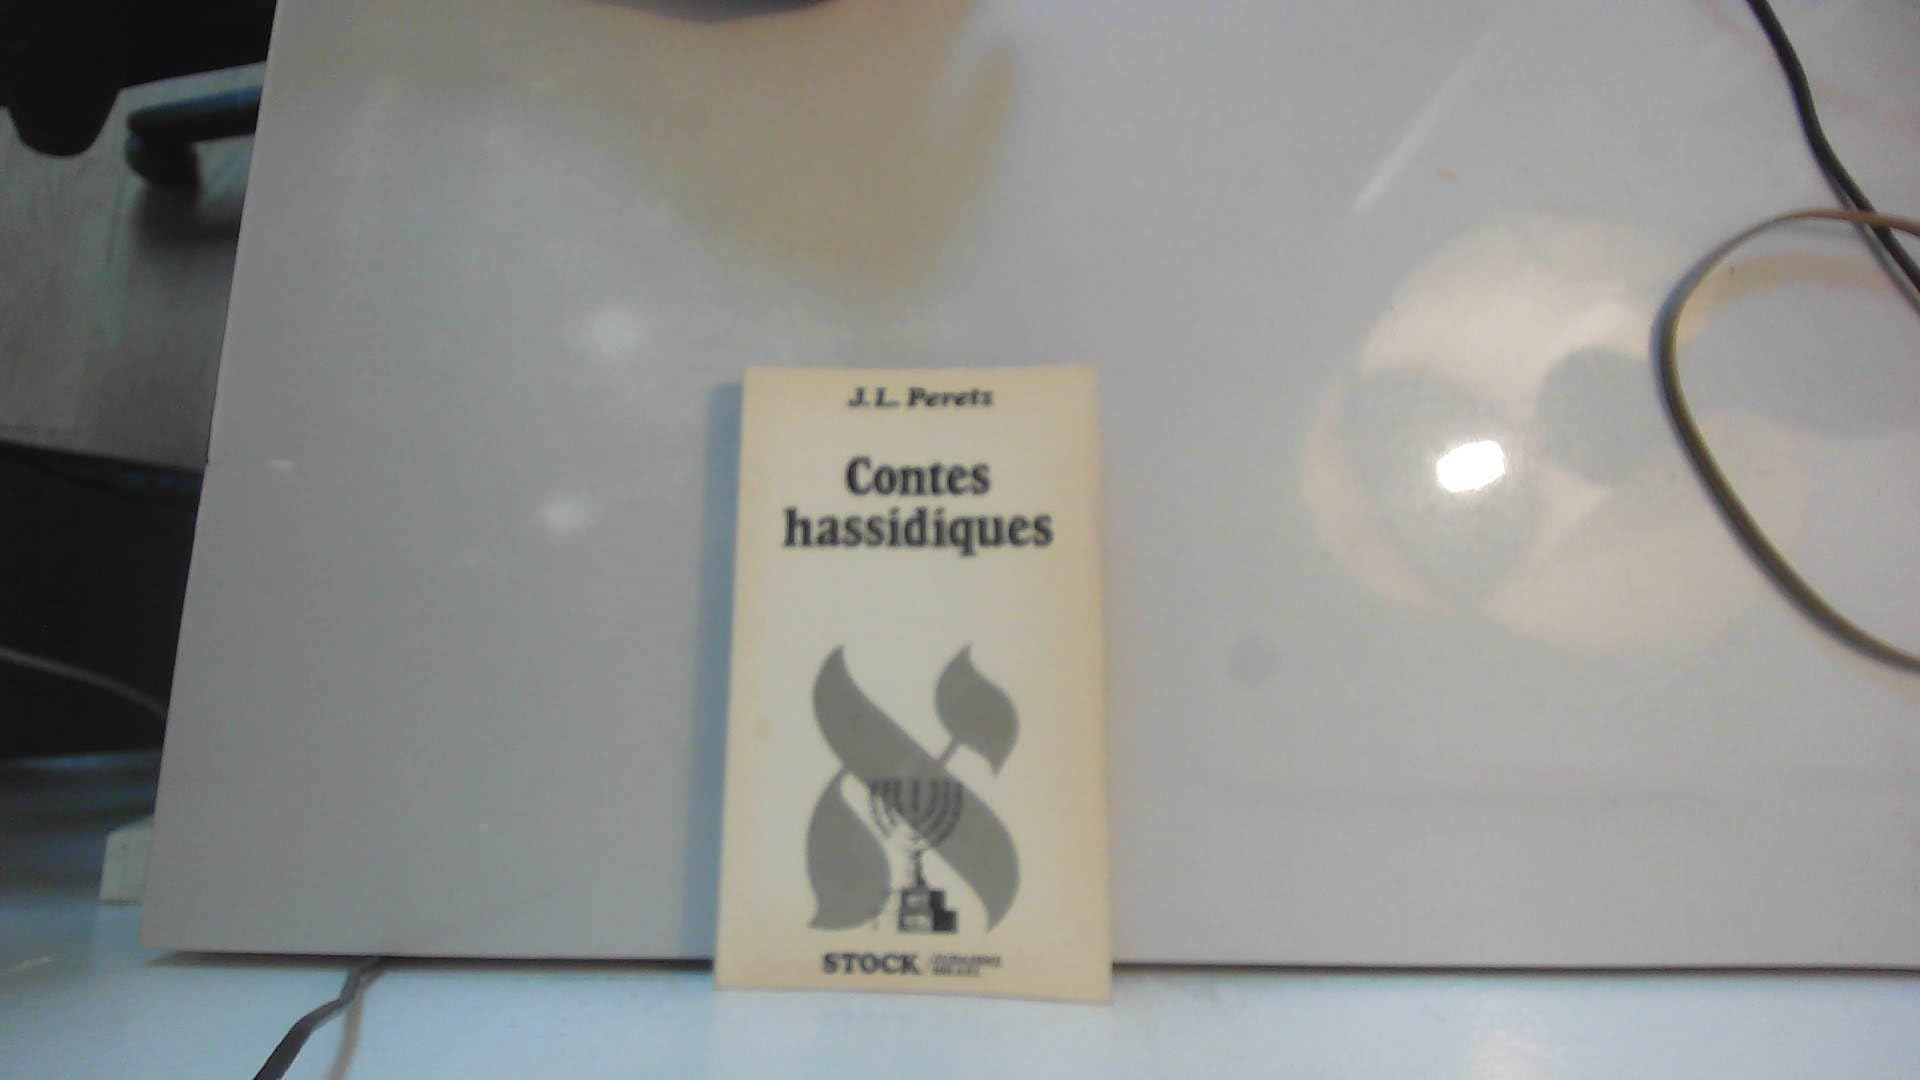 J. L. Peretz
Contes
hassidiques
א
STOCK